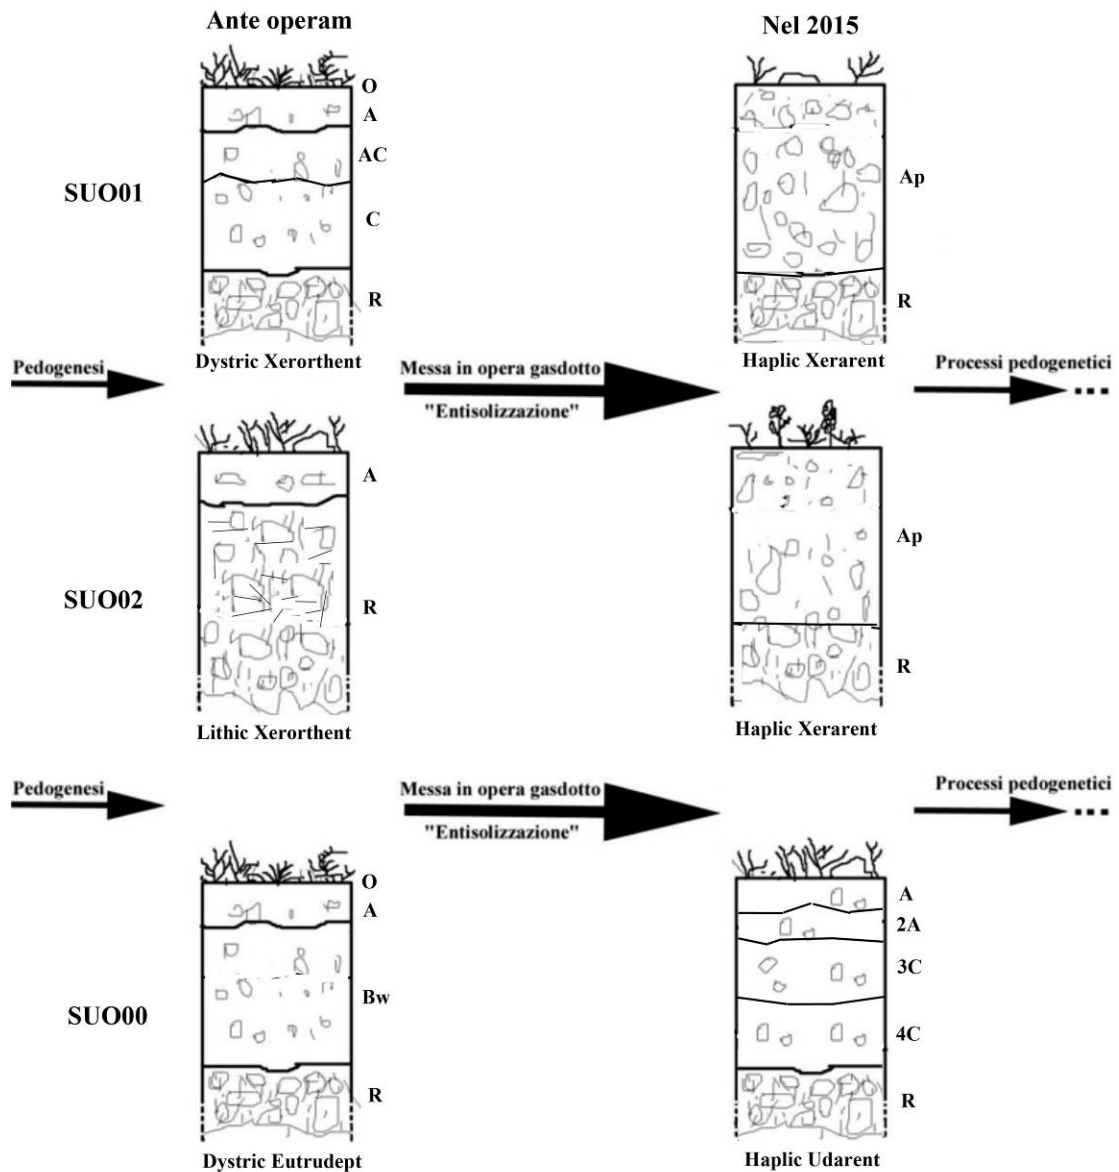 Ante operam
Nel 2015
O
A
AC
C
R
SUO01
Ap
R
Dystric Xerorthent
Haplic Xerarent
Pedogenesi
Messa in opera gasdotto
"Entisolizzazione"
Processi pedogenetici
A
R
SUO02
Ap
R
Lithic Xerorthent
Haplic Xerarent
Pedogenesi
Messa in opera gasdotto
"Entisolizzazione"
Processi pedogenetici
O
A
Bw
R
SUO00
A
2A
3C
4C
R
Dystric Eutrudept
Haplic Udarent